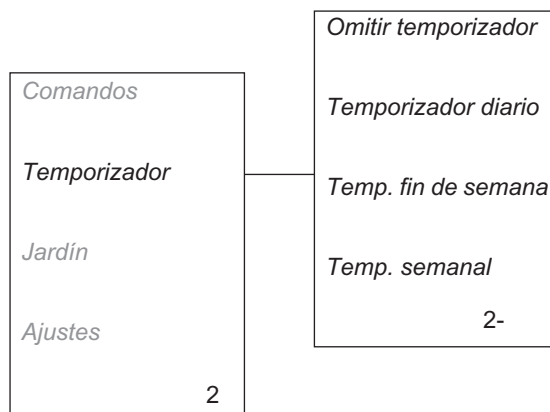 Comandos
Temporizador
Jardín
Ajustes
2
Omitir temporizador
Temporizador diario
Temp. fin de semana
Temp. semanal
2-